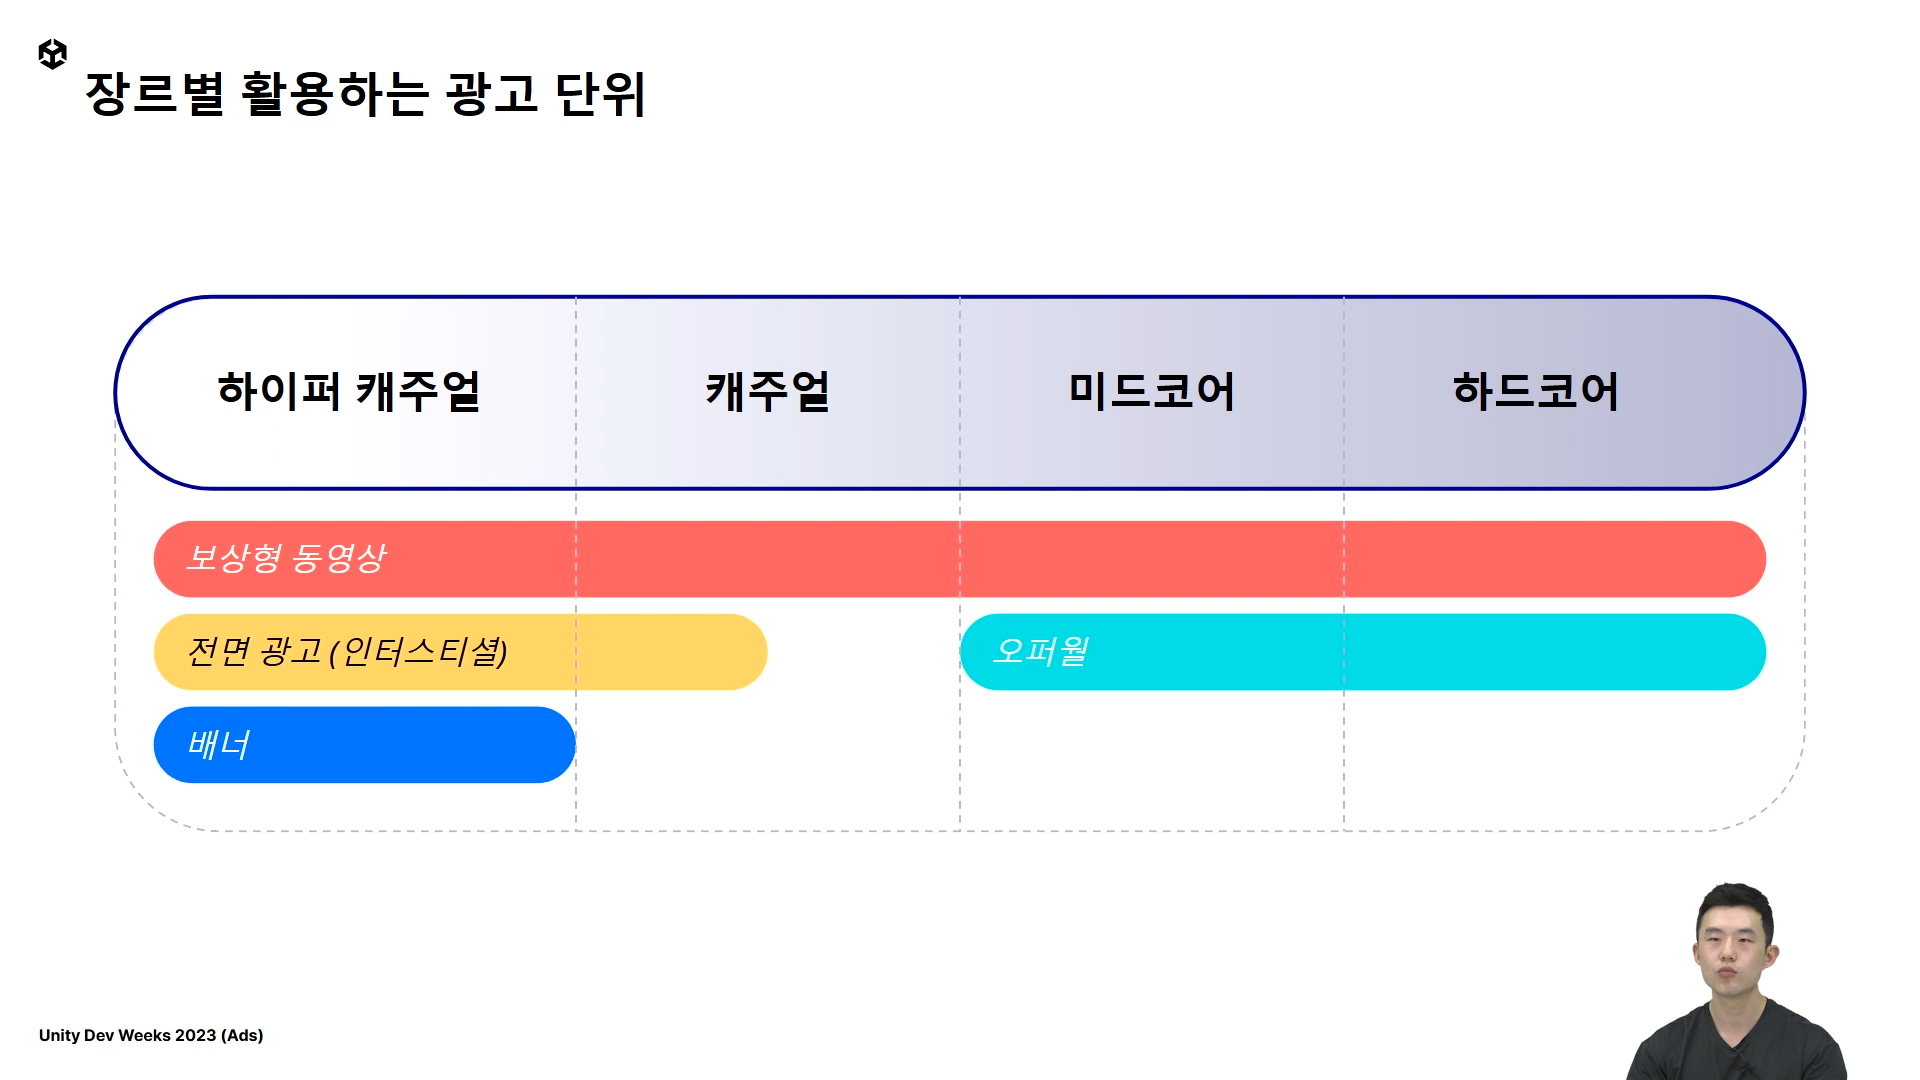 장르별 활용하는 광고 단위
하이퍼 캐주얼 캐주얼 미드코어 하드코어
보상형 동영상
전면 광고 (인터스티셜) 오퍼월
배너
Unity Dev Weeks 2023 (Ads)